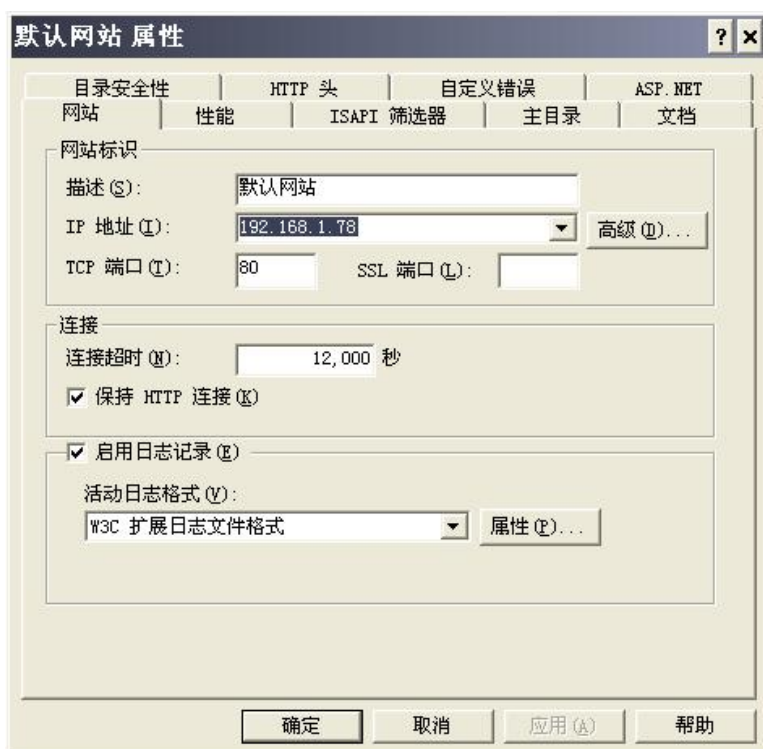 默认网站 属性 ? ×
目录安全性 HTTP 头 自定义错误 ASP.NET
网站 性能 ISAPI 筛选器 主目录 文档
网站标识
描述(S): 默认网站
IP 地址(I): 192.168.1.78 高级(D)...
TCP 端口(T): 80 SSL 端口(L):
连接
连接超时(N): 12,000 秒
保持 HTTP 连接(K)
启用日志记录(E)
活动日志格式(V):
W3C 扩展日志文件格式 属性(P)...
确定 取消 应用(A) 帮助